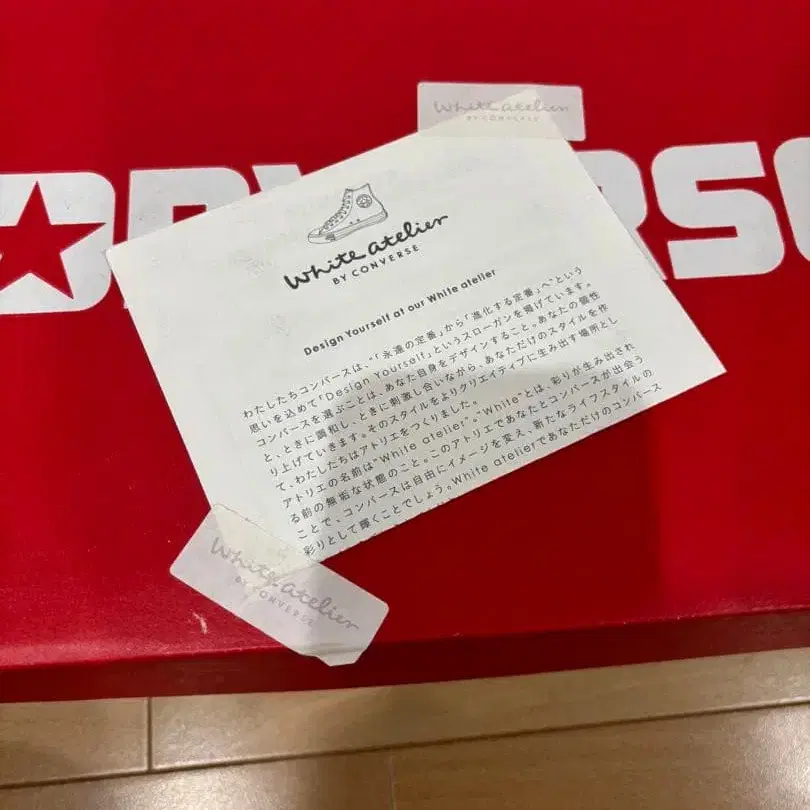 White atelier
BY CONVERSE
White atelier
BY CONVERSE
Design Yourself at our White atelier
わたしたちコンバースは、「永遠の定番」から「進化する定番」へ"という
思いを込めて「Design Yourself」というスローガンを掲げています。
コンバースを選ぶことは、あなた自身をデザインすること。あなたの個性
と、ときに調和し、ときに刺激し合いながら、あなただけのスタイルを作
り上げていきます。そのスタイルをよりクリエイティブに生み出す場所とし
て、わたしたちはアトリエをつくりました。
アトリエの名前は"White atelier"。"White"とは、彩りが生み出され
る前の無垢な状態のこと。このアトリエであなたとコンバースが出会う
ことで、コンバースは自由にイメージを変え、新たなライフスタイルの
彩りとして輝くことでしょう。White atelierであなただけのコンバース
White atelier
BY CONVERSE